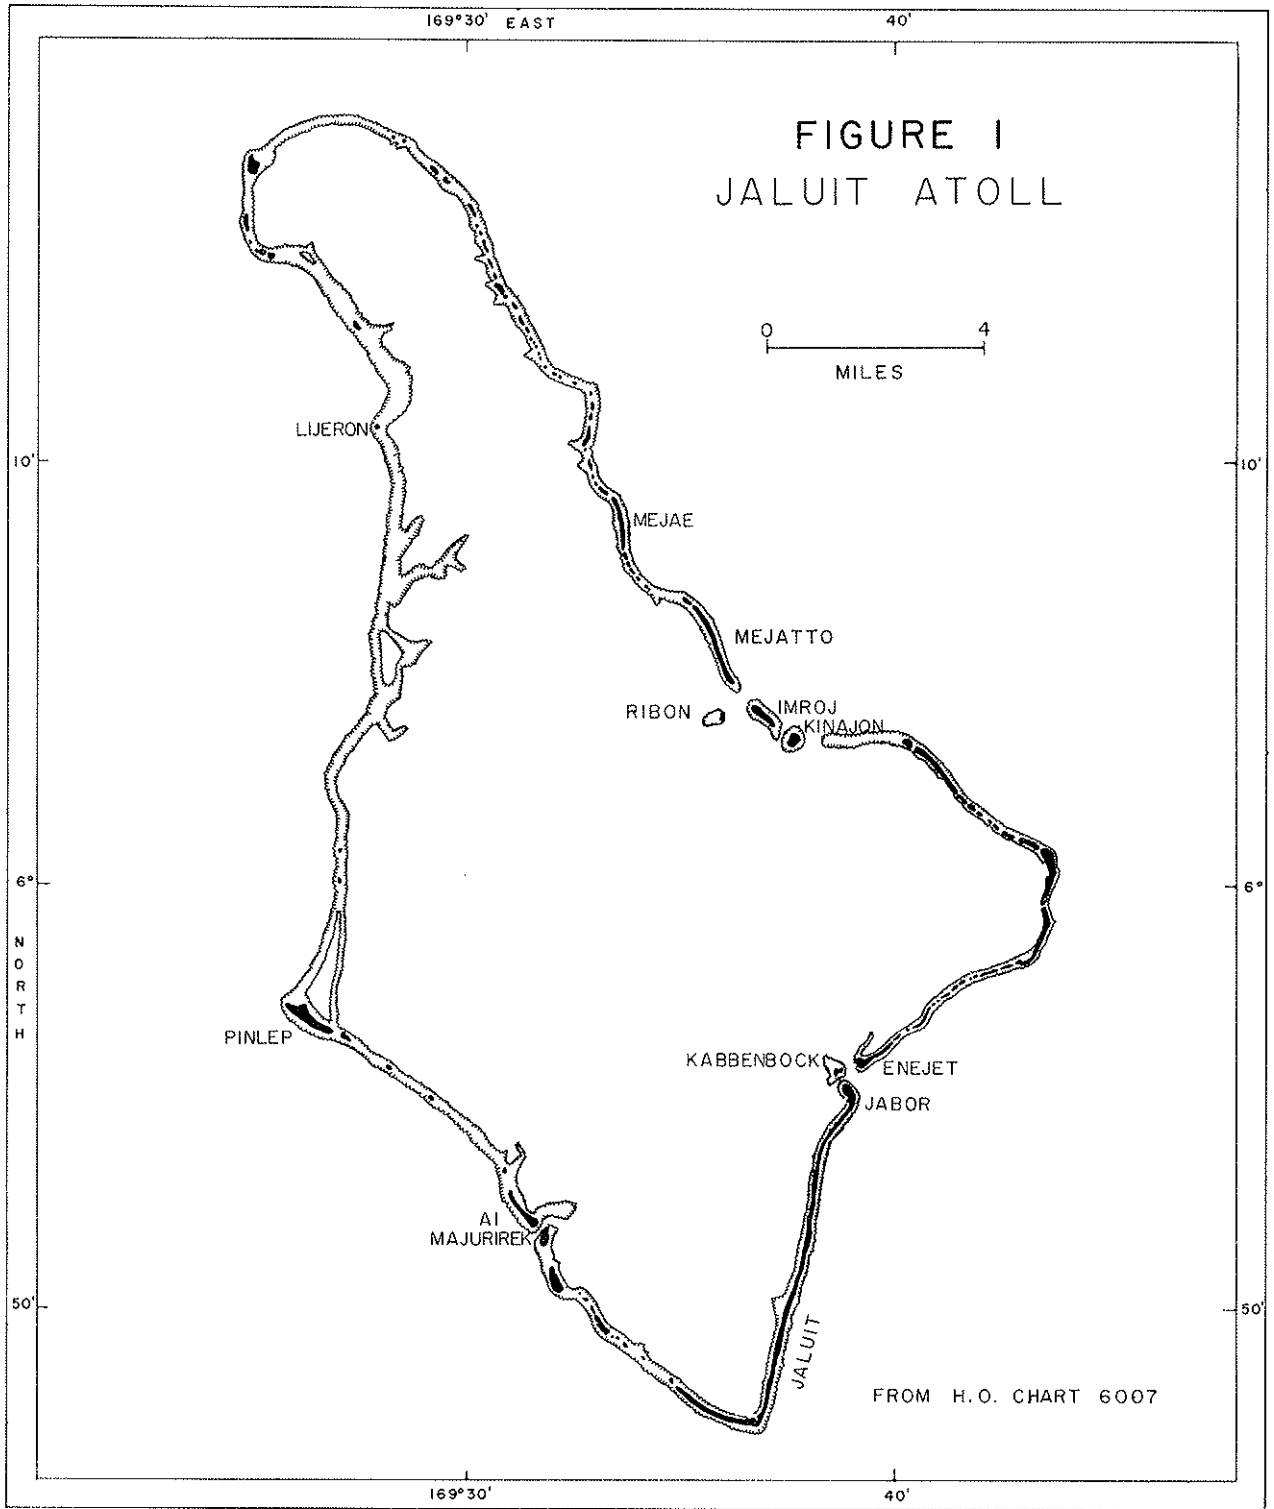 169°30' EAST 40'
FIGURE 1
JALUIT ATOLL
0 4
MILES
LIJERON
10' 10'
MEJAE
MEJATTO
RIBON
IMROJ
KINAJON
6° 6°
NORTH
PINLEP
KABBENBOCK
ENEJET
JABOR
AI
MAJURIREK
50' 50'
JALUIT
FROM H.O. CHART 6007
169°30' 40'